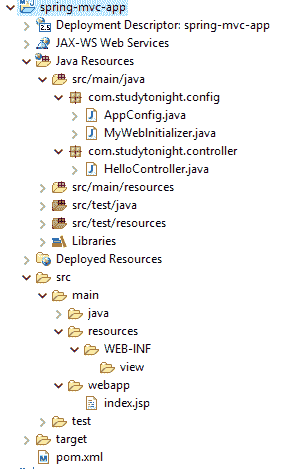 spring-mvc-app
Deployment Descriptor: spring-mvc-app
JAX-WS Web Services
Java Resources
src/main/java
com.studytonight.config
AppConfig.java
MyWebInitializer.java
com.studytonight.controller
HelloController.java
src/main/resources
src/test/java
src/test/resources
Libraries
Deployed Resources
src
main
java
resources
WEB-INF
view
webapp
index.jsp
test
target
pom.xml